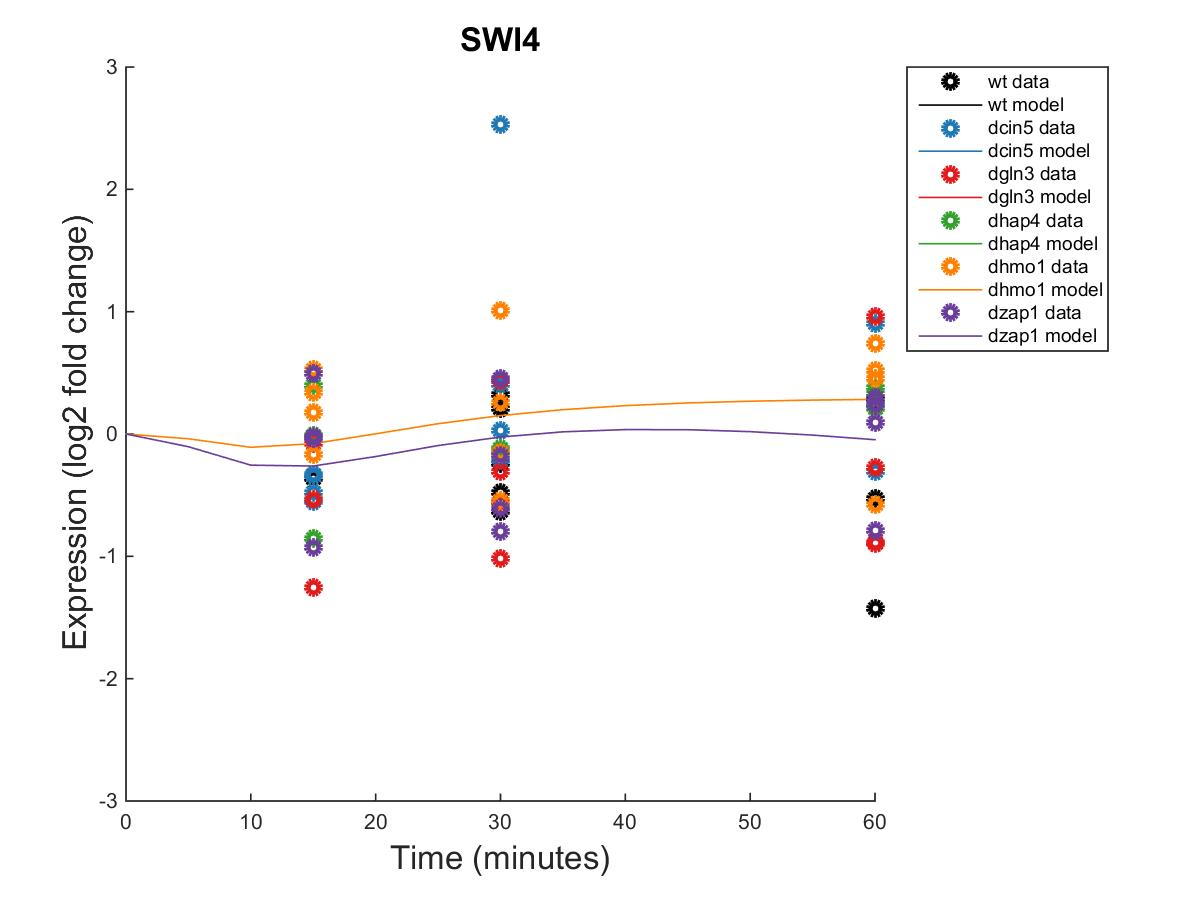 SWI4
3
2
1
0
-1
-2
-3
Expression (log2 fold change)
0 10 20 30 40 50 60
Time (minutes)
wt data
wt model
dcin5 data
dcin5 model
dgln3 data
dgln3 model
dhap4 data
dhap4 model
dhmo1 data
dhmo1 model
dzap1 data
dzap1 model